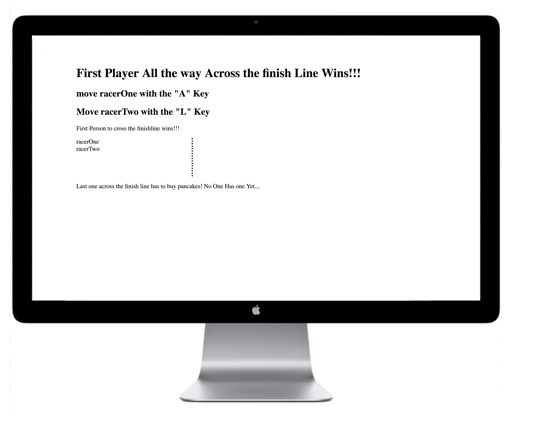 First Player All the way Across the finish Line Wins!!!
move racerOne with the "A" Key
Move racerTwo with the "L" Key
First Person to cross the finishline wins!!!
racerOne
racerTwo
Last one across the finish line has to buy pancakes! No One Has one Yet...